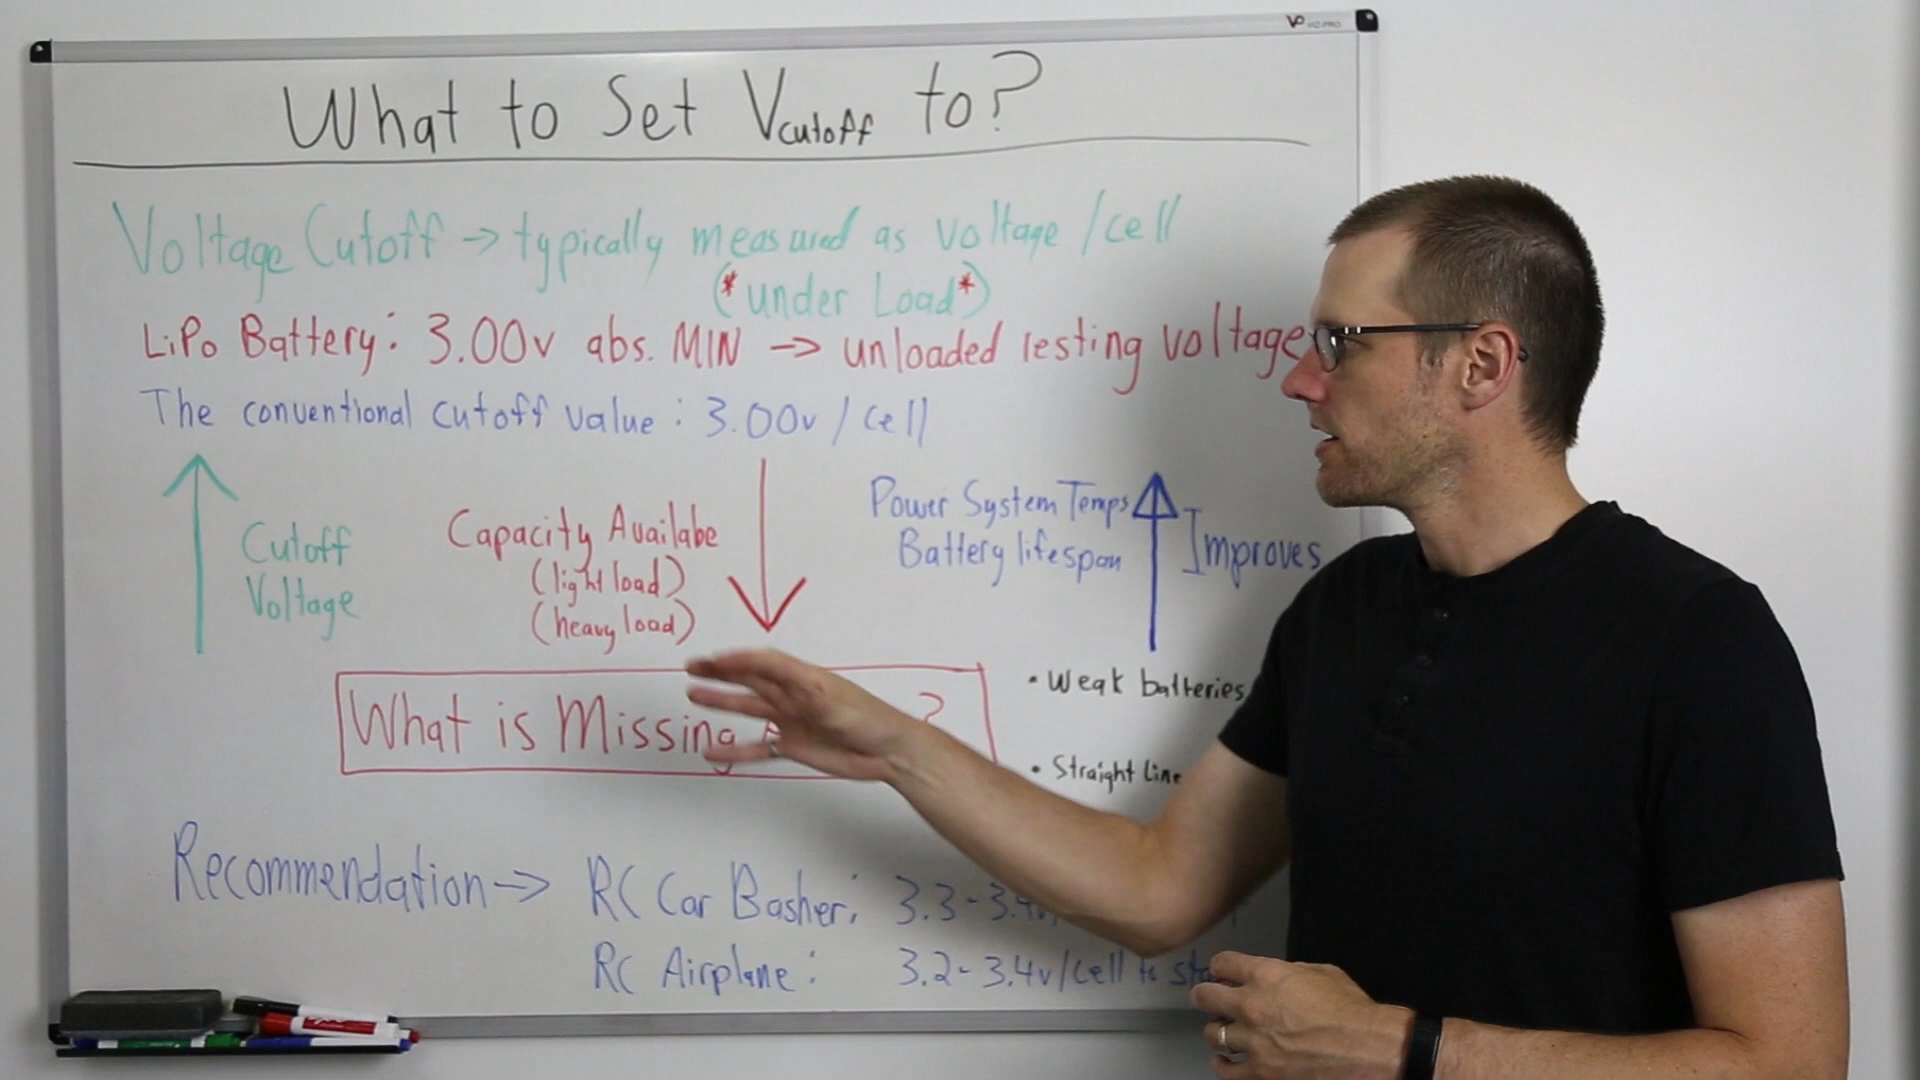 What to Set Vcutoff to?
Voltage Cutoff → typically measured as voltage/cell
(*under Load*)
LiPo Battery: 3.00v abs. MIN → unloaded resting voltage
The conventional cutoff value: 3.00v/cell
Cutoff
Voltage
Capacity Availabe
(light load)
(heavy load)
Power System Temps
Battery lifespan
Improves
What is Missing ?
• Weak batteries
• Straight Line
Recommendation → RC Car Basher: 3.3-3.4v
RC Airplane: 3.2-3.4v/Cell to